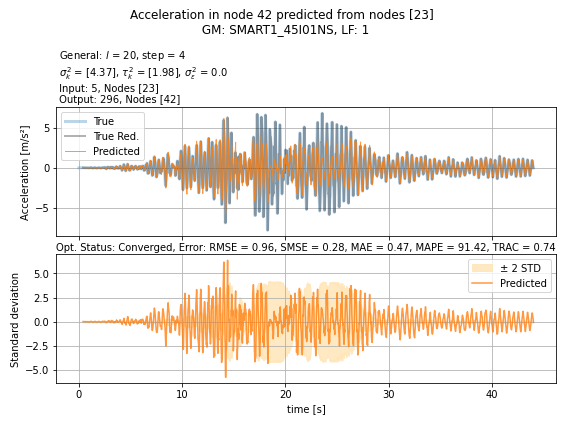 Acceleration in node 42 predicted from nodes [23]
GM: SMART1_45I01NS, LF: 1
General: l = 20, step = 4
σ²ₖ = [4.37], τ²ₖ = [1.98], σ²ε = 0.0
Input: 5, Nodes [23]
Output: 296, Nodes [42]
True
True Red.
Predicted
Acceleration [m/s²]
5
0
−5
Opt. Status: Converged, Error: RMSE = 0.96, SMSE = 0.28, MAE = 0.47, MAPE = 91.42, TRAC = 0.74
± 2 STD
Predicted
Standard deviation
5.0
2.5
0.0
−2.5
−5.0
0 10 20 30 40
time [s]